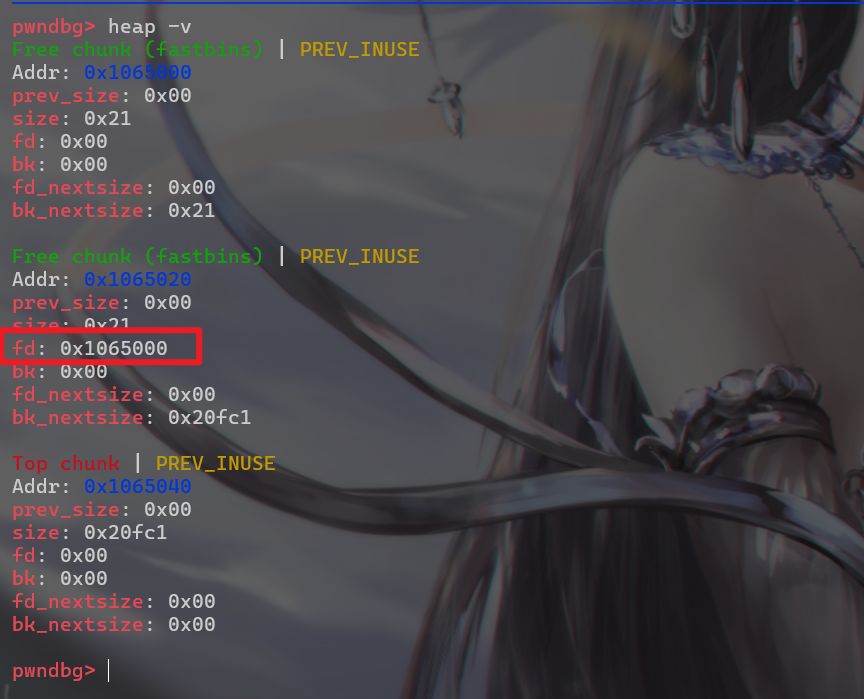 pwndbg> heap -v
Free chunk (fastbins) | PREV_INUSE
Addr: 0x1065000
prev_size: 0x00
size: 0x21
fd: 0x00
bk: 0x00
fd_nextsize: 0x00
bk_nextsize: 0x21
Free chunk (fastbins) | PREV_INUSE
Addr: 0x1065020
prev_size: 0x00
size: 0x21
fd: 0x1065000
bk: 0x00
fd_nextsize: 0x00
bk_nextsize: 0x20fc1
Top chunk | PREV_INUSE
Addr: 0x1065040
prev_size: 0x00
size: 0x20fc1
fd: 0x00
bk: 0x00
fd_nextsize: 0x00
bk_nextsize: 0x00
pwndbg>